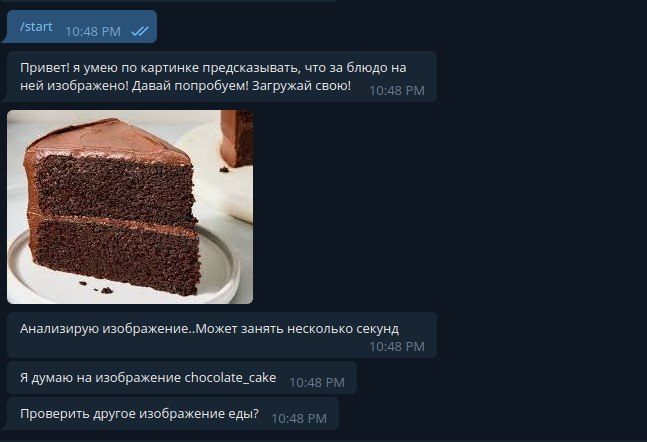 /start 10:48 PM
Привет! я умею по картинке предсказывать, что за блюдо на
ней изображено! Давай попробуем! Загружай свою! 10:48 PM
Анализирую изображение..Может занять несколько секунд
10:48 PM
Я думаю на изображение chocolate_cake 10:48 PM
Проверить другое изображение еды? 10:48 PM